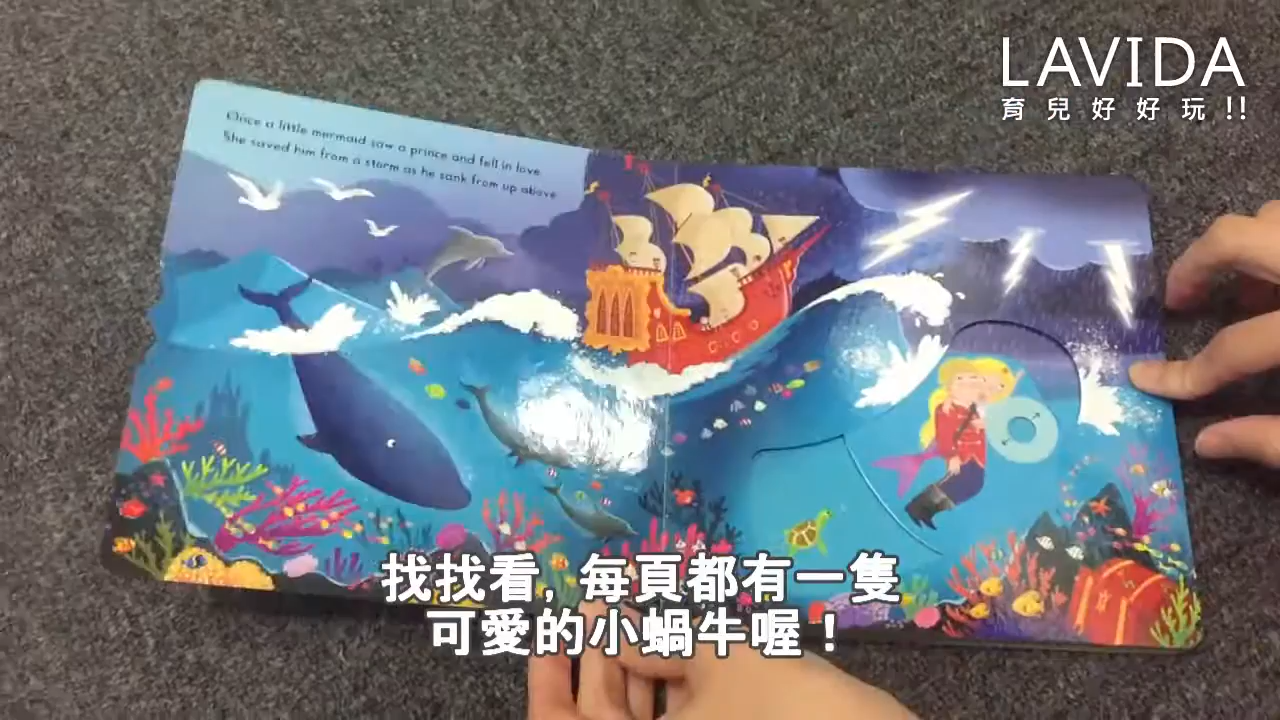 LAVIDA
育兒好好玩!!
Once a little mermaid saw a prince and fell in love
She saved him from a storm as he sank from up above
找找看, 每頁都有一隻
可愛的小蝸牛喔!